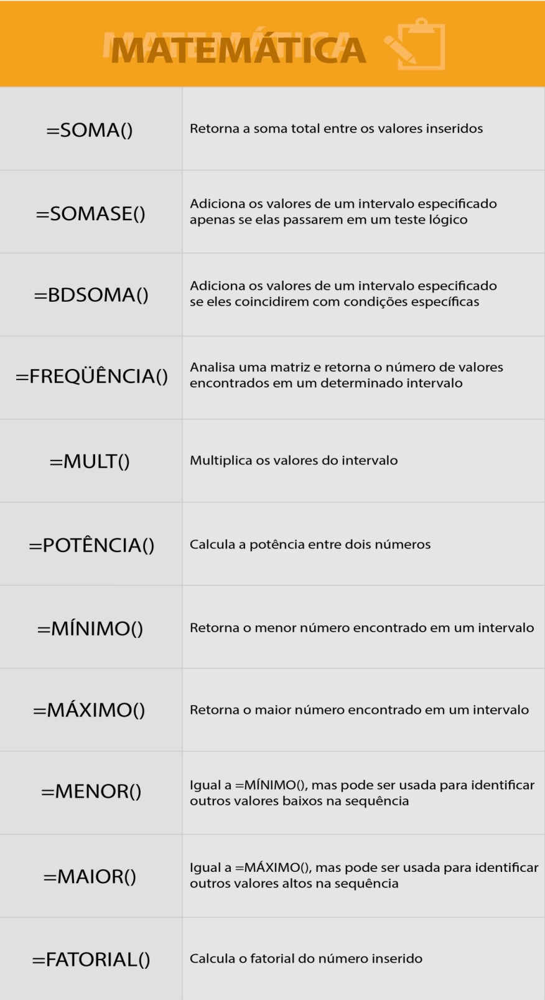 MATEMÁTICA
=SOMA()
Retorna a soma total entre os valores inseridos
=SOMASE()
Adiciona os valores de um intervalo especificado
apenas se elas passarem em um teste lógico
=BDSOMA()
Adiciona os valores de um intervalo especificado
se eles coincidirem com condições específicas
=FREQÜÊNCIA()
Analisa uma matriz e retorna o número de valores
encontrados em um determinado intervalo
=MULT()
Multiplica os valores do intervalo
=POTÊNCIA()
Calcula a potência entre dois números
=MÍNIMO()
Retorna o menor número encontrado em um intervalo
=MÁXIMO()
Retorna o maior número encontrado em um intervalo
=MENOR()
Igual a =MÍNIMO(), mas pode ser usada para identificar
outros valores baixos na sequência
=MAIOR()
Igual a =MÁXIMO(), mas pode ser usada para identificar
outros valores altos na sequência
=FATORIAL()
Calcula o fatorial do número inserido